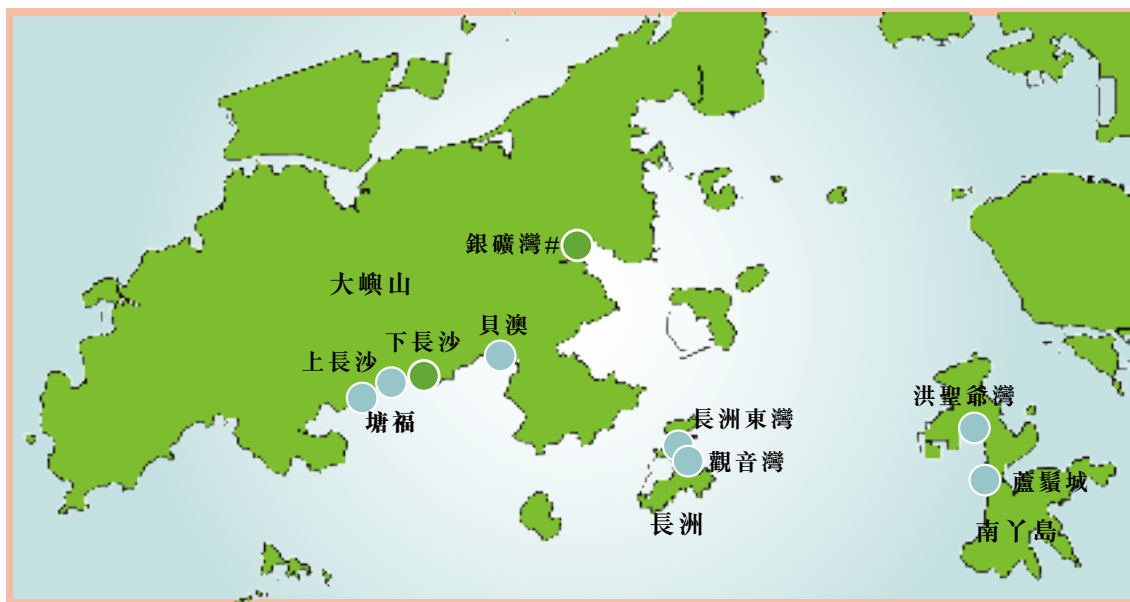 銀礦灣#
大嶼山
貝澳
下長沙
上長沙
塘福
洪聖爺灣
長洲東灣
觀音灣
蘆鬚城
長洲
南丫島